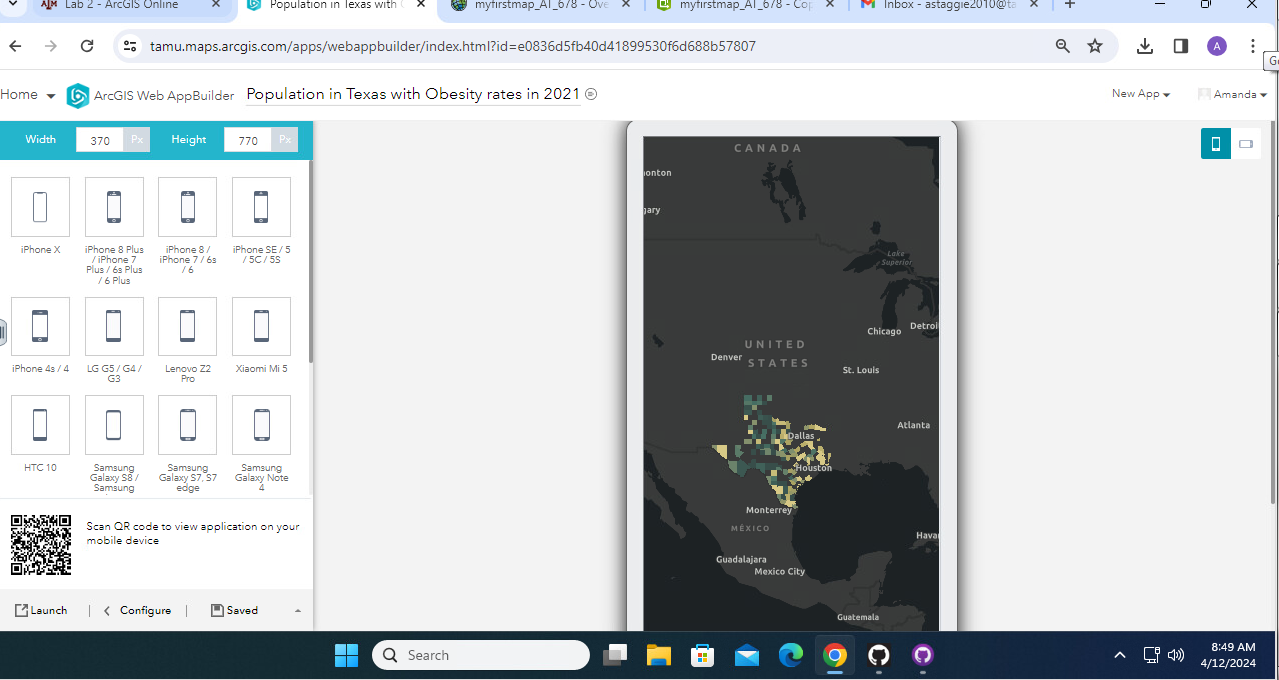 Lab 2 - ArcGIS Online
Population in Texas with
myfirstmap_AT_678 - Ove
myfirstmap_AT_678 - Cop
Inbox - astaggie2010@ta
tamu.maps.arcgis.com/apps/webappbuilder/index.html?id=e0836d5fb40d41899530f6d688b57807
A
Go
Home
ArcGIS Web AppBuilder
Population in Texas with Obesity rates in 2021
New App
Amanda
Width
370
Px
Height
770
Px
iPhone X
iPhone 8 Plus
/ iPhone 7
Plus / 6s Plus
/ 6 Plus
iPhone 8 /
iPhone 7 / 6s
/ 6
iPhone SE / 5
/ 5C / 5S
iPhone 4s / 4
LG G5 / G4 /
G3
Lenovo Z2
Pro
Xiaomi Mi 5
HTC 10
Samsung
Galaxy S8 /
Samsung
Samsung
Galaxy S7, S7
edge
Samsung
Galaxy Note
4
Scan QR code to view application on your
mobile device
Launch
Configure
Saved
CANADA
onton
gary
Lake
Superior
Chicago
Detroi
UNITED
STATES
Denver
St. Louis
Atlanta
Dallas
Houston
Monterrey
MÉXICO
Havan
Guadalajara
Mexico City
Guatemala
Search
8:49 AM
4/12/2024